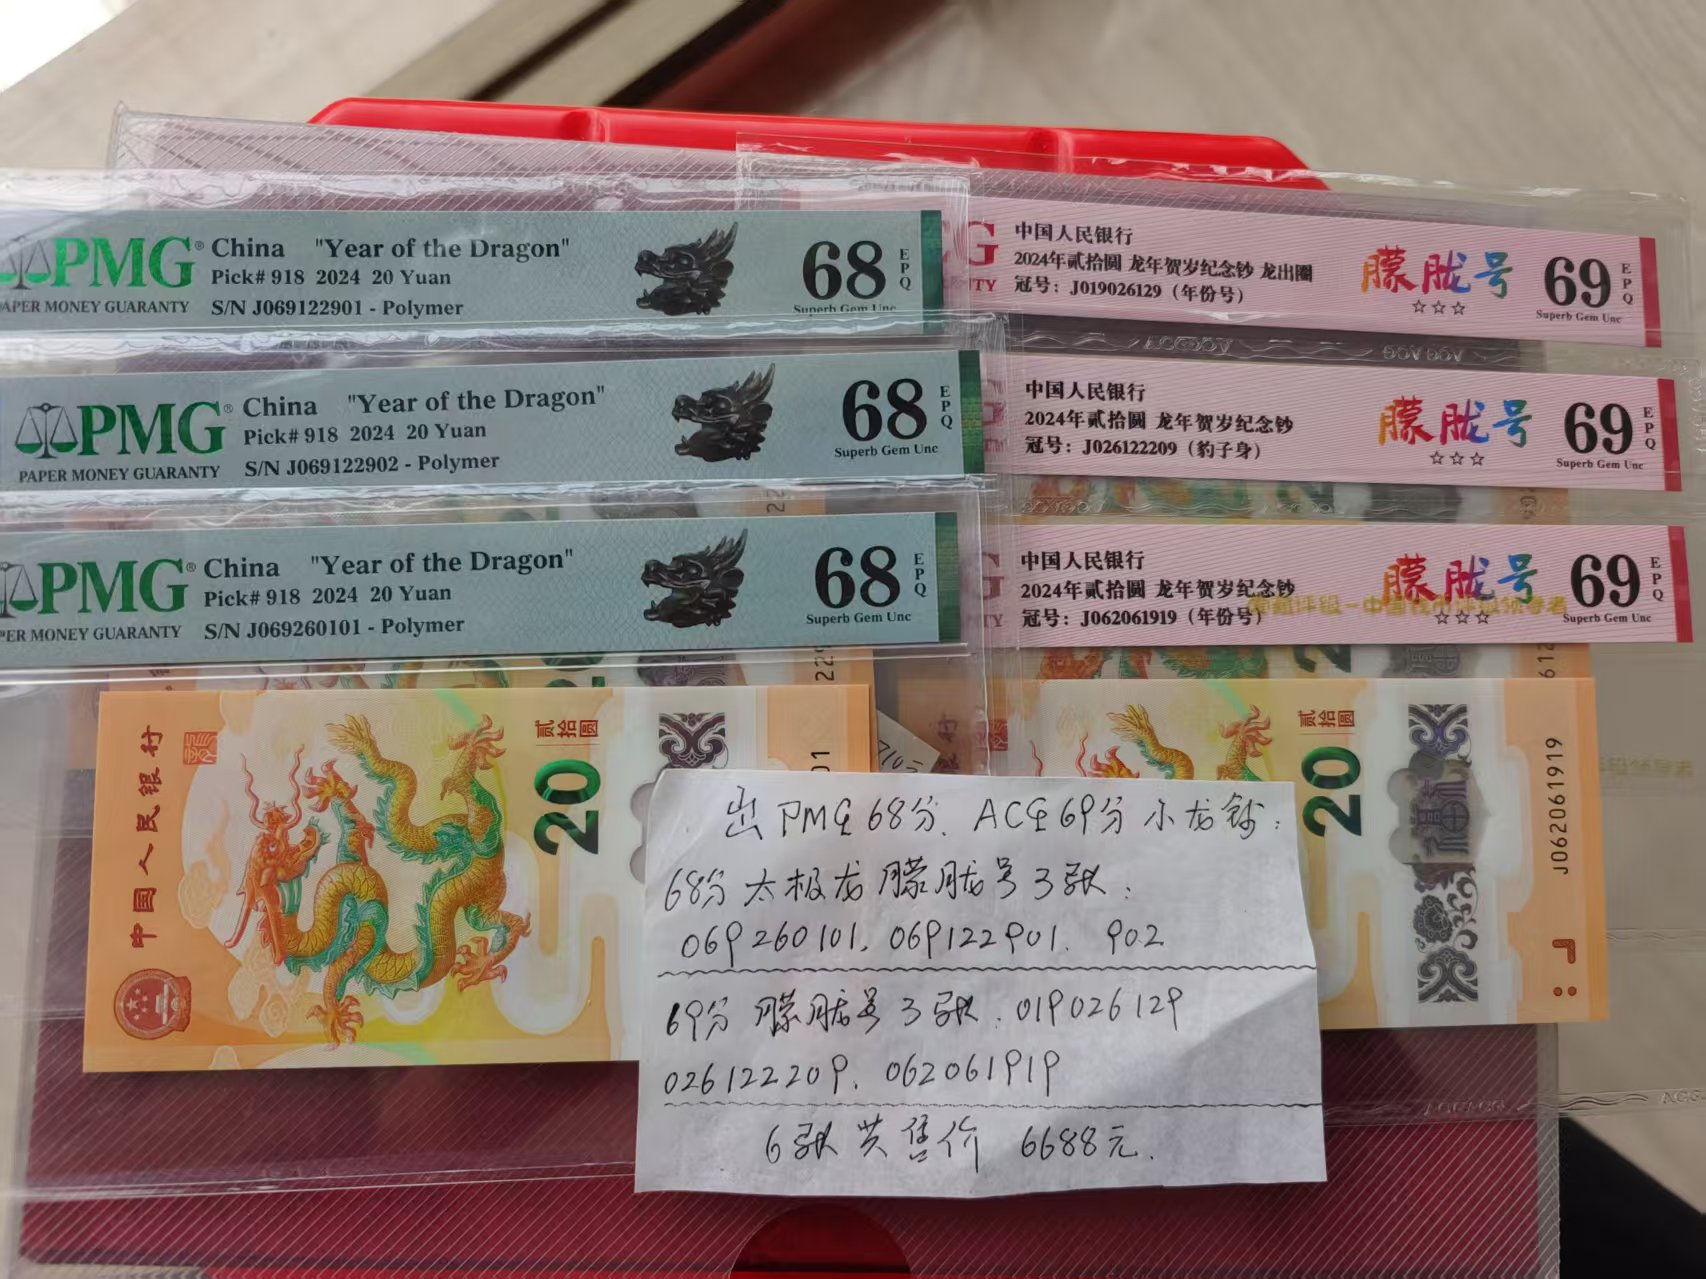 PMG® China "Year of the Dragon"
Pick# 918 2024 20 Yuan
PAPER MONEY GUARANTY
S/N J069122901 - Polymer
68
EPQ
Superb Gem Unc
PMG® China "Year of the Dragon"
Pick# 918 2024 20 Yuan
PAPER MONEY GUARANTY
S/N J069122902 - Polymer
68
EPQ
Superb Gem Unc
PMG® China "Year of the Dragon"
Pick# 918 2024 20 Yuan
PER MONEY GUARANTY
S/N J069260101 - Polymer
68
EPQ
Superb Gem Unc
G
TY
中国人民银行
2024年贰拾圆 龙年贺岁纪念钞 龙出圈
冠号：J019026129（年份号）
朦胧号
☆☆☆
69
EPQ
Superb Gem Unc
中国人民银行
2024年贰拾圆 龙年贺岁纪念钞
冠号：J026122209（豹子身）
朦胧号
☆☆☆
69
EPQ
Superb Gem Unc
中国人民银行
2024年贰拾圆 龙年贺岁纪念钞
冠号：J062061919（年份号）
朦胧号
☆☆☆
69
EPQ
Superb Gem Unc
中国人民银行
贰拾圆
20
01
贰拾圆
20
J062061919
出PMG68分、ACG69分小龙钞：
68分太极龙朦胧号3张：
069260101、069122901、902
69分朦胧号3张：019026129
026122209、062061919
6张共售价 6688元.